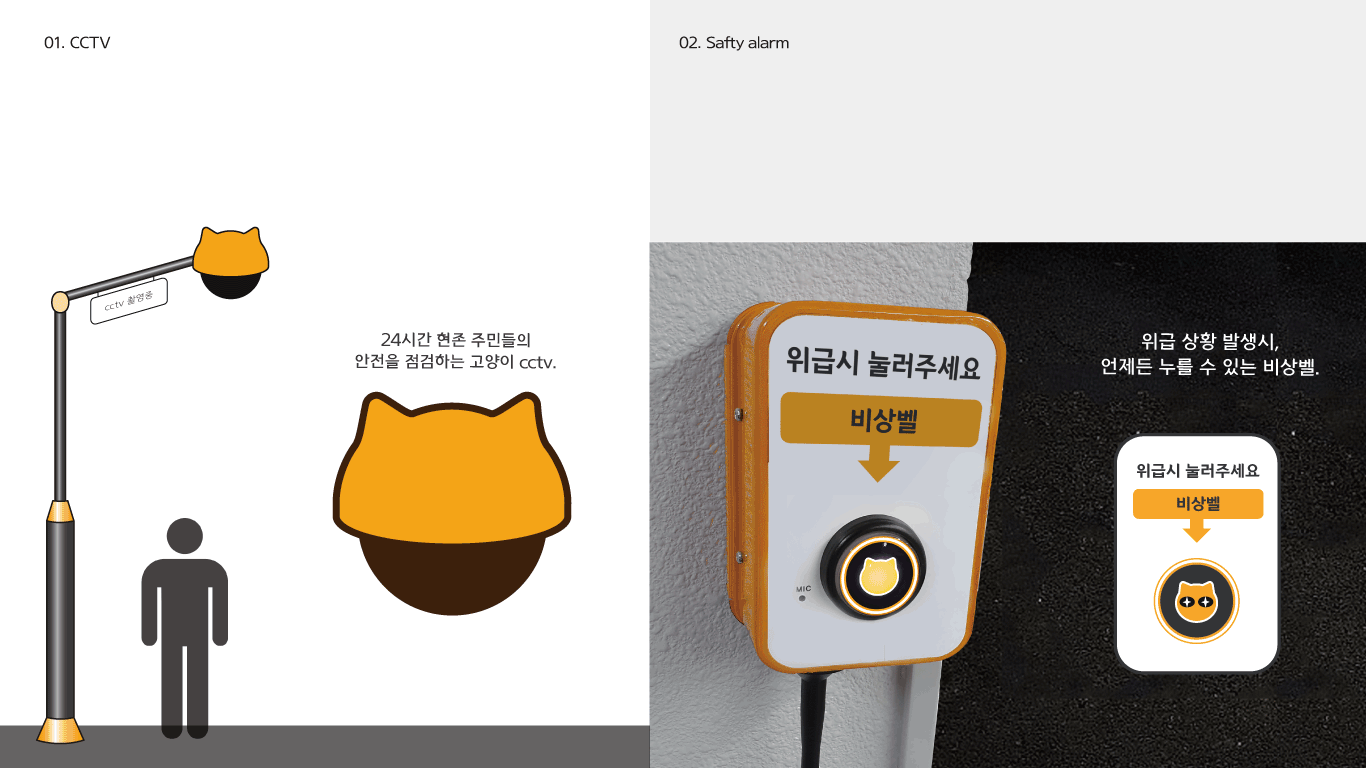 01. CCTV
cctv 촬영중
24시간 현존 주민들의
안전을 점검하는 고양이 cctv.
02. Safty alarm
위급시 눌러주세요
비상벨
MIC
위급 상황 발생시,
언제든 누를 수 있는 비상벨.
위급시 눌러주세요
비상벨